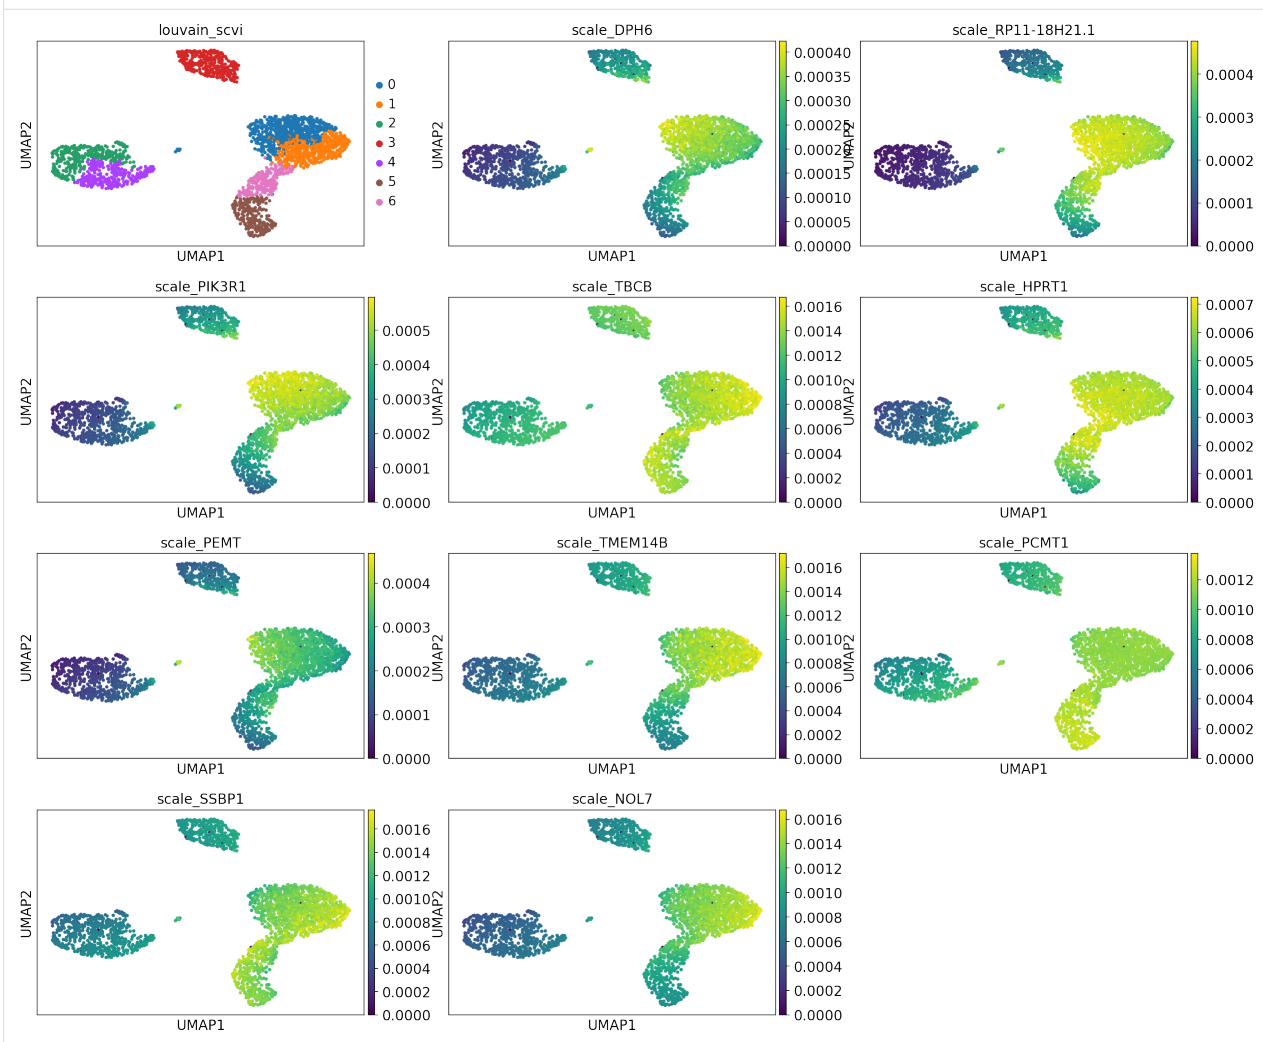 louvain_scvi
UMAP2
UMAP1
0
1
2
3
4
5
6
scale_DPH6
UMAP1
0.00040
0.00035
0.00030
0.00025
0.00020
0.00015
0.00010
0.00005
0.00000
scale_RP11-18H21.1
UMAP2
UMAP1
0.0004
0.0003
0.0002
0.0001
0.0000
scale_PIK3R1
UMAP2
UMAP1
0.0005
0.0004
0.0003
0.0002
0.0001
0.0000
scale_TBCB
UMAP2
UMAP1
0.0016
0.0014
0.0012
0.0010
0.0008
0.0006
0.0004
0.0002
0.0000
scale_HPRT1
UMAP2
UMAP1
0.0007
0.0006
0.0005
0.0004
0.0003
0.0002
0.0001
0.0000
scale_PEMT
UMAP2
UMAP1
0.0004
0.0003
0.0002
0.0001
0.0000
scale_TMEM14B
UMAP2
UMAP1
0.0016
0.0014
0.0012
0.0010
0.0008
0.0006
0.0004
0.0002
0.0000
scale_PCMT1
UMAP2
UMAP1
0.0012
0.0010
0.0008
0.0006
0.0004
0.0002
0.0000
scale_SSBP1
UMAP2
UMAP1
0.0016
0.0014
0.0012
0.0010
0.0008
0.0006
0.0004
0.0002
0.0000
scale_NOL7
UMAP2
UMAP1
0.0016
0.0014
0.0012
0.0010
0.0008
0.0006
0.0004
0.0002
0.0000